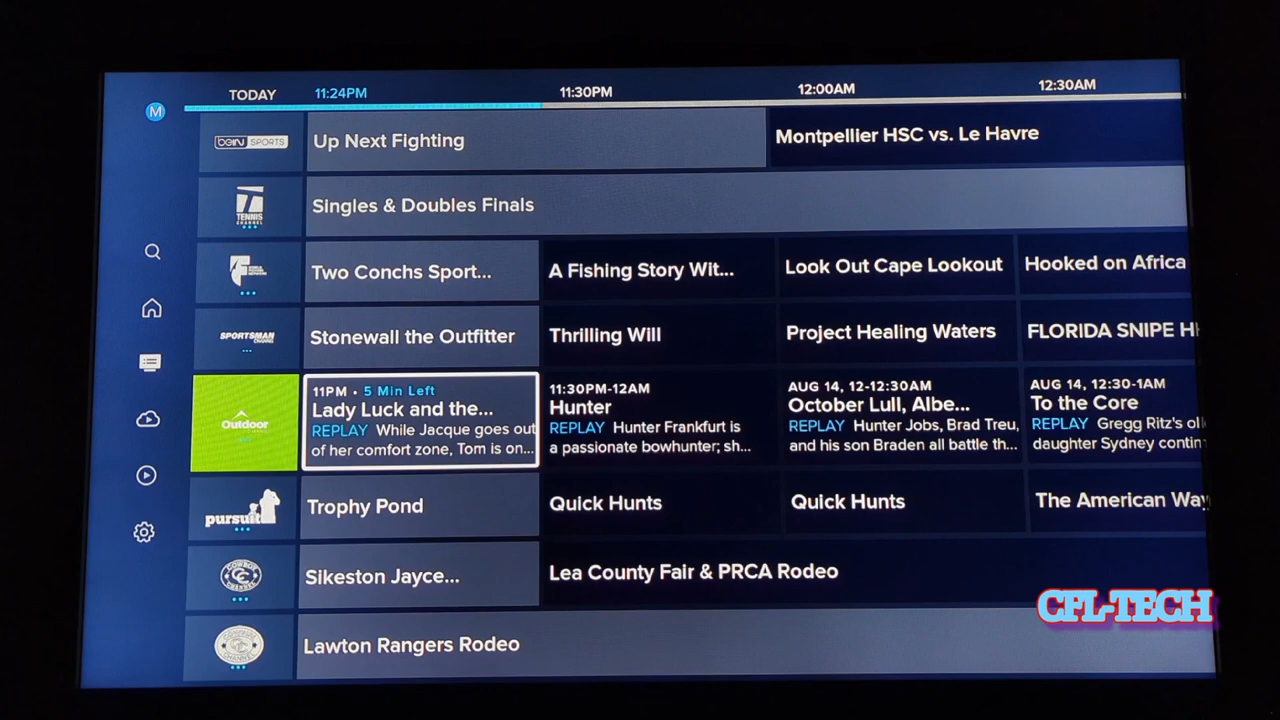 TODAY 11:24PM 11:30PM 12:00AM 12:30AM
M
beIN SPORTS Up Next Fighting Montpellier HSC vs. Le Havre
TENNIS CHANNEL Singles & Doubles Finals
Two Conchs Sport... A Fishing Story Wit... Look Out Cape Lookout Hooked on Africa
SPORTSMAN CHANNEL Stonewall the Outfitter Thrilling Will Project Healing Waters FLORIDA SNIPE H
11PM • 5 Min Left 11:30PM-12AM AUG 14, 12-12:30AM AUG 14, 12:30-1AM
Outdoor Lady Luck and the... Hunter October Lull, Albe... To the Core
REPLAY While Jacque goes out REPLAY Hunter Frankfurt is REPLAY Hunter Jobs, Brad Treu, REPLAY Gregg Ritz's ol
of her comfort zone, Tom is on... a passionate bowhunter; sh... and his son Braden all battle th... daughter Sydney contin
pursuit Trophy Pond Quick Hunts Quick Hunts The American Way
COWBOY CHANNEL Sikeston Jayce... Lea County Fair & PRCA Rodeo
CFL-TECH
CHANNEL Lawton Rangers Rodeo